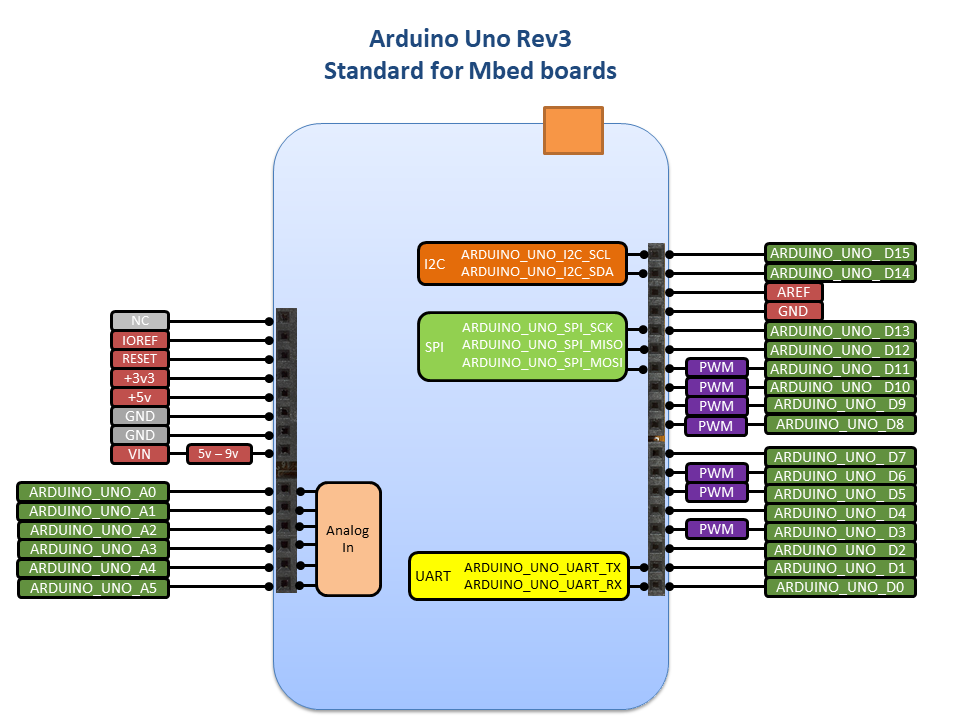 Arduino Uno Rev3
Standard for Mbed boards
I2C
ARDUINO_UNO_I2C_SCL
ARDUINO_UNO_I2C_SDA
SPI
ARDUINO_UNO_SPI_SCK
ARDUINO_UNO_SPI_MISO
ARDUINO_UNO_SPI_MOSI
NC
IOREF
RESET
+3v3
+5v
GND
GND
VIN
5v – 9v
ARDUINO_UNO_A0
ARDUINO_UNO_A1
ARDUINO_UNO_A2
ARDUINO_UNO_A3
ARDUINO_UNO_A4
ARDUINO_UNO_A5
Analog
In
UART
ARDUINO_UNO_UART_TX
ARDUINO_UNO_UART_RX
ARDUINO_UNO_ D15
ARDUINO_UNO_ D14
AREF
GND
ARDUINO_UNO_ D13
ARDUINO_UNO_ D12
PWM
ARDUINO_UNO_ D11
PWM
ARDUINO_UNO_ D10
PWM
ARDUINO_UNO_ D9
PWM
ARDUINO_UNO_ D8
ARDUINO_UNO_ D7
PWM
ARDUINO_UNO_ D6
PWM
ARDUINO_UNO_ D5
ARDUINO_UNO_ D4
PWM
ARDUINO_UNO_ D3
ARDUINO_UNO_ D2
ARDUINO_UNO_ D1
ARDUINO_UNO_D0